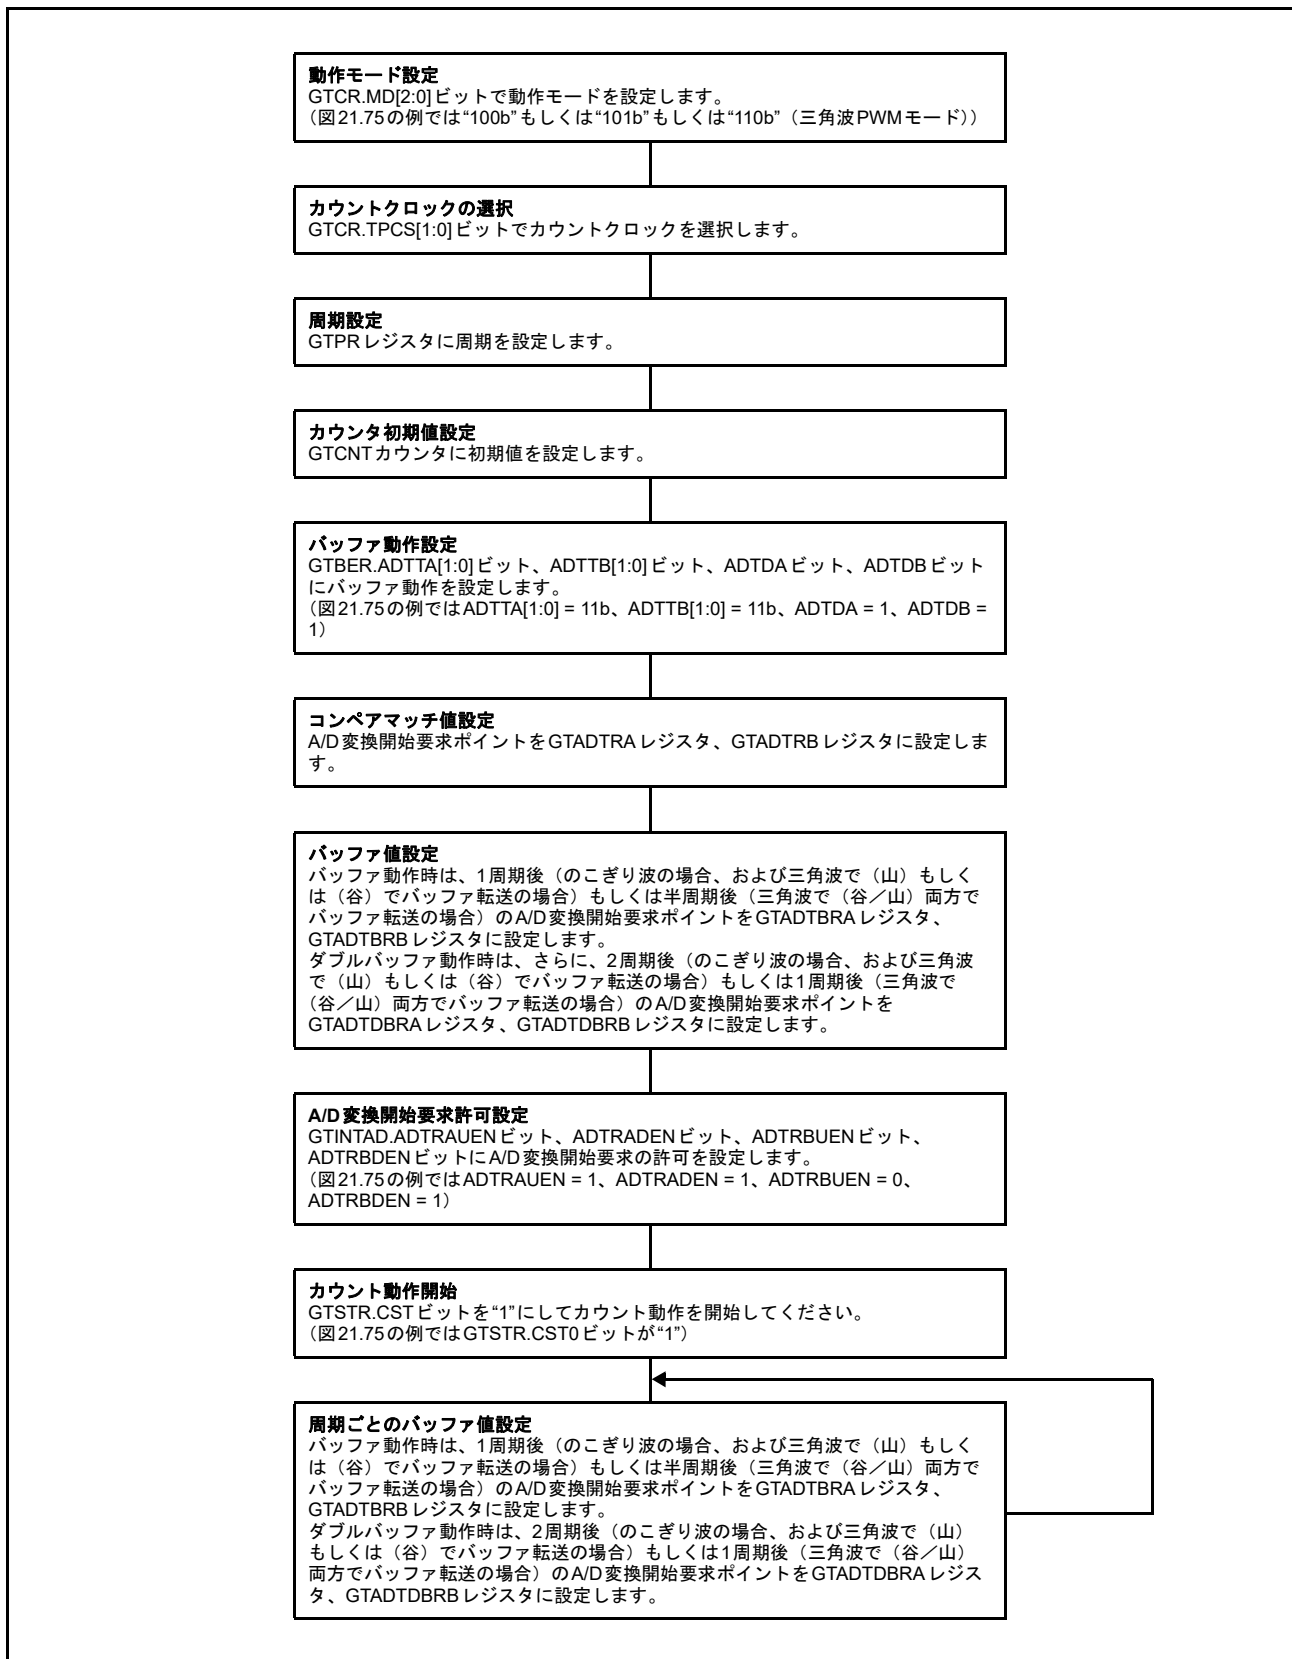 動作モード設定
GTCR.MD[2:0]ビットで動作モードを設定します。
（図21.75の例では“100b”もしくは“101b”もしくは“110b”（三角波PWMモード））
カウントクロックの選択
GTCR.TPCS[1:0]ビットでカウントクロックを選択します。
周期設定
GTPRレジスタに周期を設定します。
カウンタ初期値設定
GTCNTカウンタに初期値を設定します。
バッファ動作設定
GTBER.ADTTA[1:0]ビット、ADTTB[1:0]ビット、ADTDAビット、ADTDBビット
にバッファ動作を設定します。
（図21.75の例ではADTTA[1:0] = 11b、ADTTB[1:0] = 11b、ADTDA = 1、ADTDB =
1）
コンペアマッチ値設定
A/D変換開始要求ポイントをGTADTRAレジスタ、GTADTRBレジスタに設定しま
す。
バッファ値設定
バッファ動作時は、1周期後（のこぎり波の場合、および三角波で（山）もしく
は（谷）でバッファ転送の場合）もしくは半周期後（三角波で（谷／山）両方で
バッファ転送の場合）のA/D変換開始要求ポイントをGTADTBRAレジスタ、
GTADTBRBレジスタに設定します。
ダブルバッファ動作時は、さらに、2周期後（のこぎり波の場合、および三角波
で（山）もしくは（谷）でバッファ転送の場合）もしくは1周期後（三角波で
（谷／山）両方でバッファ転送の場合）のA/D変換開始要求ポイントを
GTADTDBRAレジスタ、GTADTDBRBレジスタに設定します。
A/D変換開始要求許可設定
GTINTAD.ADTRAUENビット、ADTRADENビット、ADTRBUENビット、
ADTRBDENビットにA/D変換開始要求の許可を設定します。
（図21.75の例ではADTRAUEN = 1、ADTRADEN = 1、ADTRBUEN = 0、
ADTRBDEN = 1）
カウント動作開始
GTSTR.CSTビットを“1”にしてカウント動作を開始してください。
（図21.75の例ではGTSTR.CST0ビットが“1”）
周期ごとのバッファ値設定
バッファ動作時は、1周期後（のこぎり波の場合、および三角波で（山）もしく
は（谷）でバッファ転送の場合）もしくは半周期後（三角波で（谷／山）両方で
バッファ転送の場合）のA/D変換開始要求ポイントをGTADTBRAレジスタ、
GTADTBRBレジスタに設定します。
ダブルバッファ動作時は、2周期後（のこぎり波の場合、および三角波で（山）
もしくは（谷）でバッファ転送の場合）もしくは1周期後（三角波で（谷／山）
両方でバッファ転送の場合）のA/D変換開始要求ポイントをGTADTDBRAレジス
タ、GTADTDBRBレジスタに設定します。